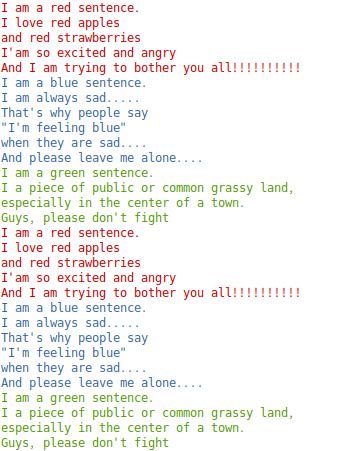 I am a red sentence.
I love red apples
and red strawberries
I'am so excited and angry
And I am trying to bother you all!!!!!!!!!!
I am a blue sentence.
I am always sad.....
That's why people say
"I'm feeling blue"
when they are sad....
And please leave me alone....
I am a green sentence.
I a piece of public or common grassy land,
especially in the center of a town.
Guys, please don't fight
I am a red sentence.
I love red apples
and red strawberries
I'am so excited and angry
And I am trying to bother you all!!!!!!!!!!
I am a blue sentence.
I am always sad.....
That's why people say
"I'm feeling blue"
when they are sad....
And please leave me alone....
I am a green sentence.
I a piece of public or common grassy land,
especially in the center of a town.
Guys, please don't fight